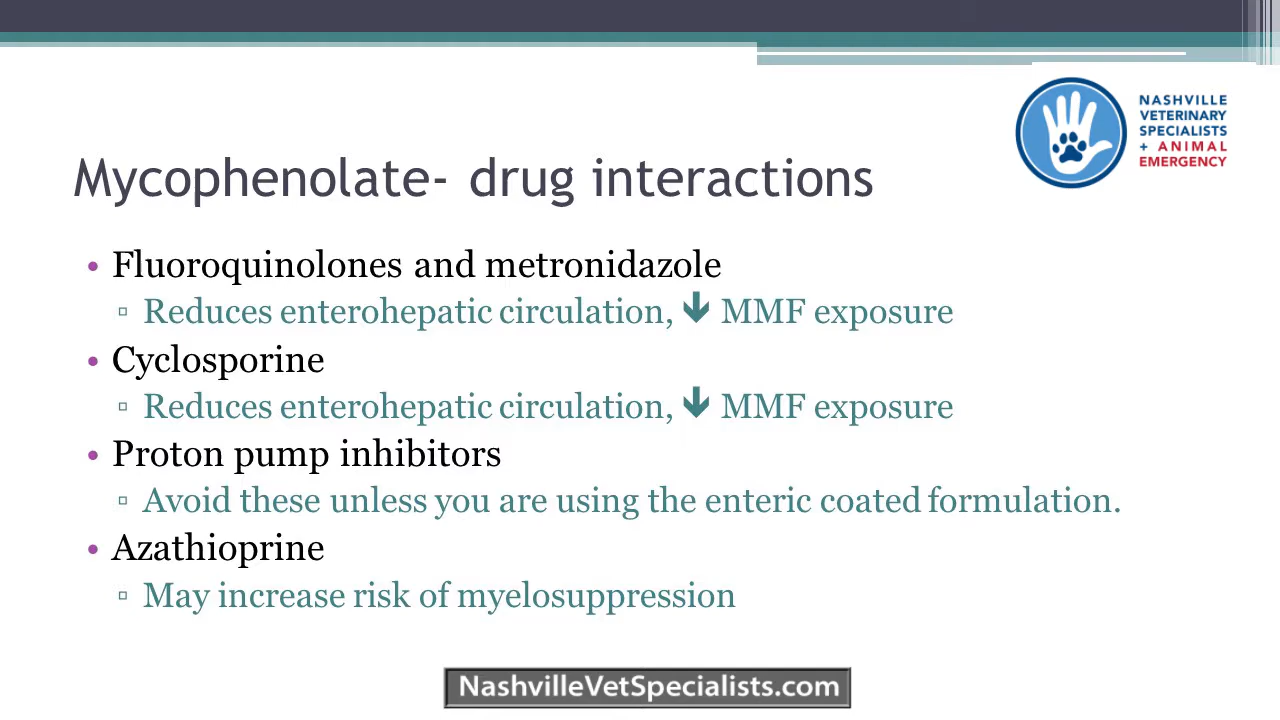 NASHVILLE
VETERINARY
SPECIALISTS
+ ANIMAL
EMERGENCY
Mycophenolate- drug interactions
• Fluoroquinolones and metronidazole
▫ Reduces enterohepatic circulation, 🡳 MMF exposure
• Cyclosporine
▫ Reduces enterohepatic circulation, 🡳 MMF exposure
• Proton pump inhibitors
▫ Avoid these unless you are using the enteric coated formulation.
• Azathioprine
▫ May increase risk of myelosuppression
NashvilleVetSpecialists.com